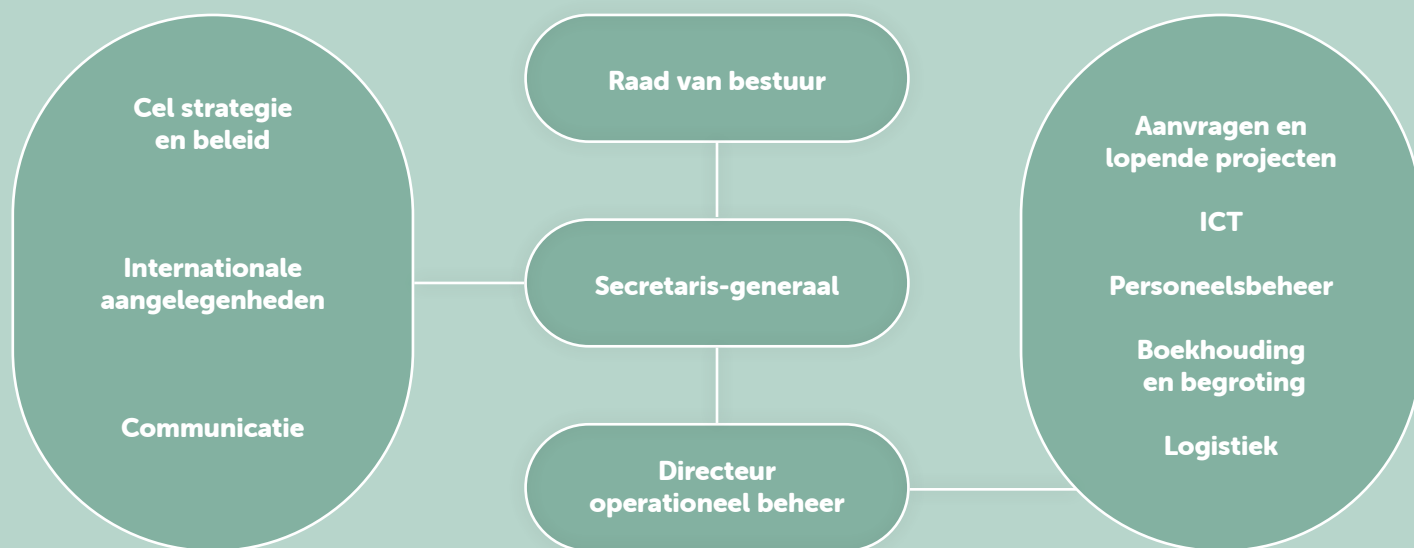 Cel strategie
en beleid
Internationale
aangelegenheden
Communicatie
Raad van bestuur
Secretaris-generaal
Directeur
operationeel beheer
Aanvragen en
lopende projecten
ICT
Personeelsbeheer
Boekhouding
en begroting
Logistiek